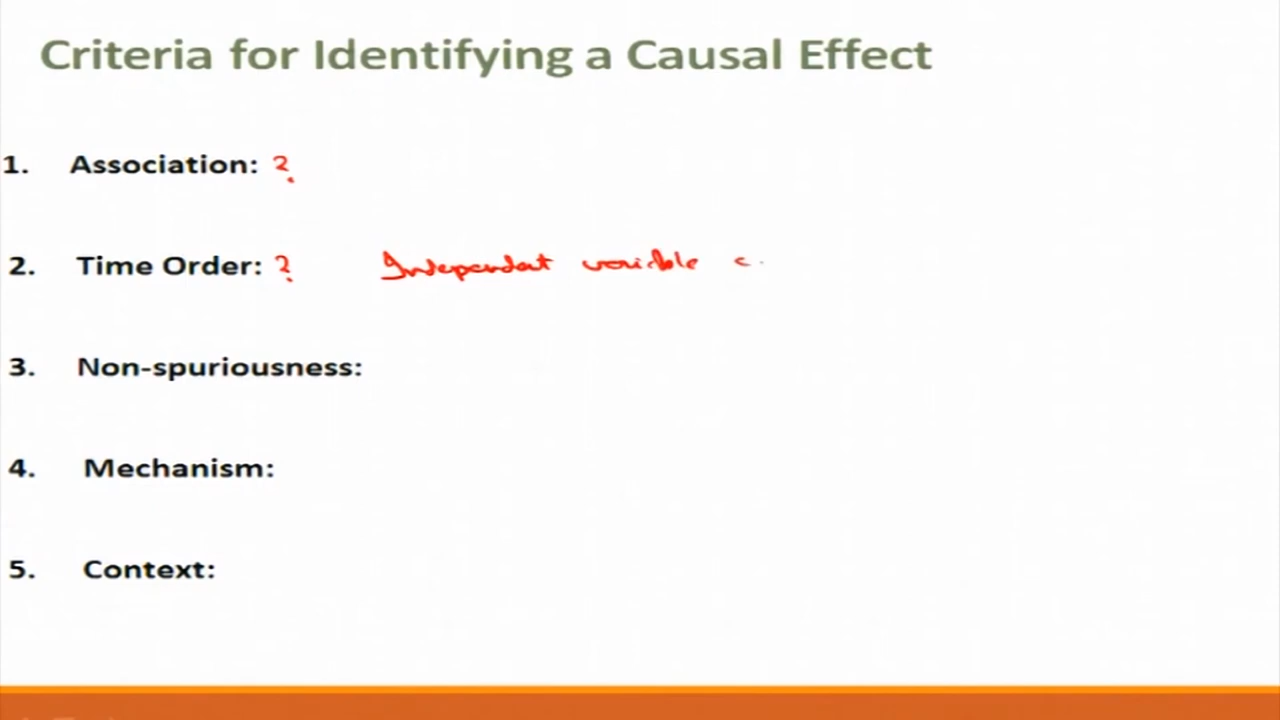 Criteria for Identifying a Causal Effect
1. Association: ?
2. Time Order: ? Independent variable
3. Non-spuriousness:
4. Mechanism:
5. Context: